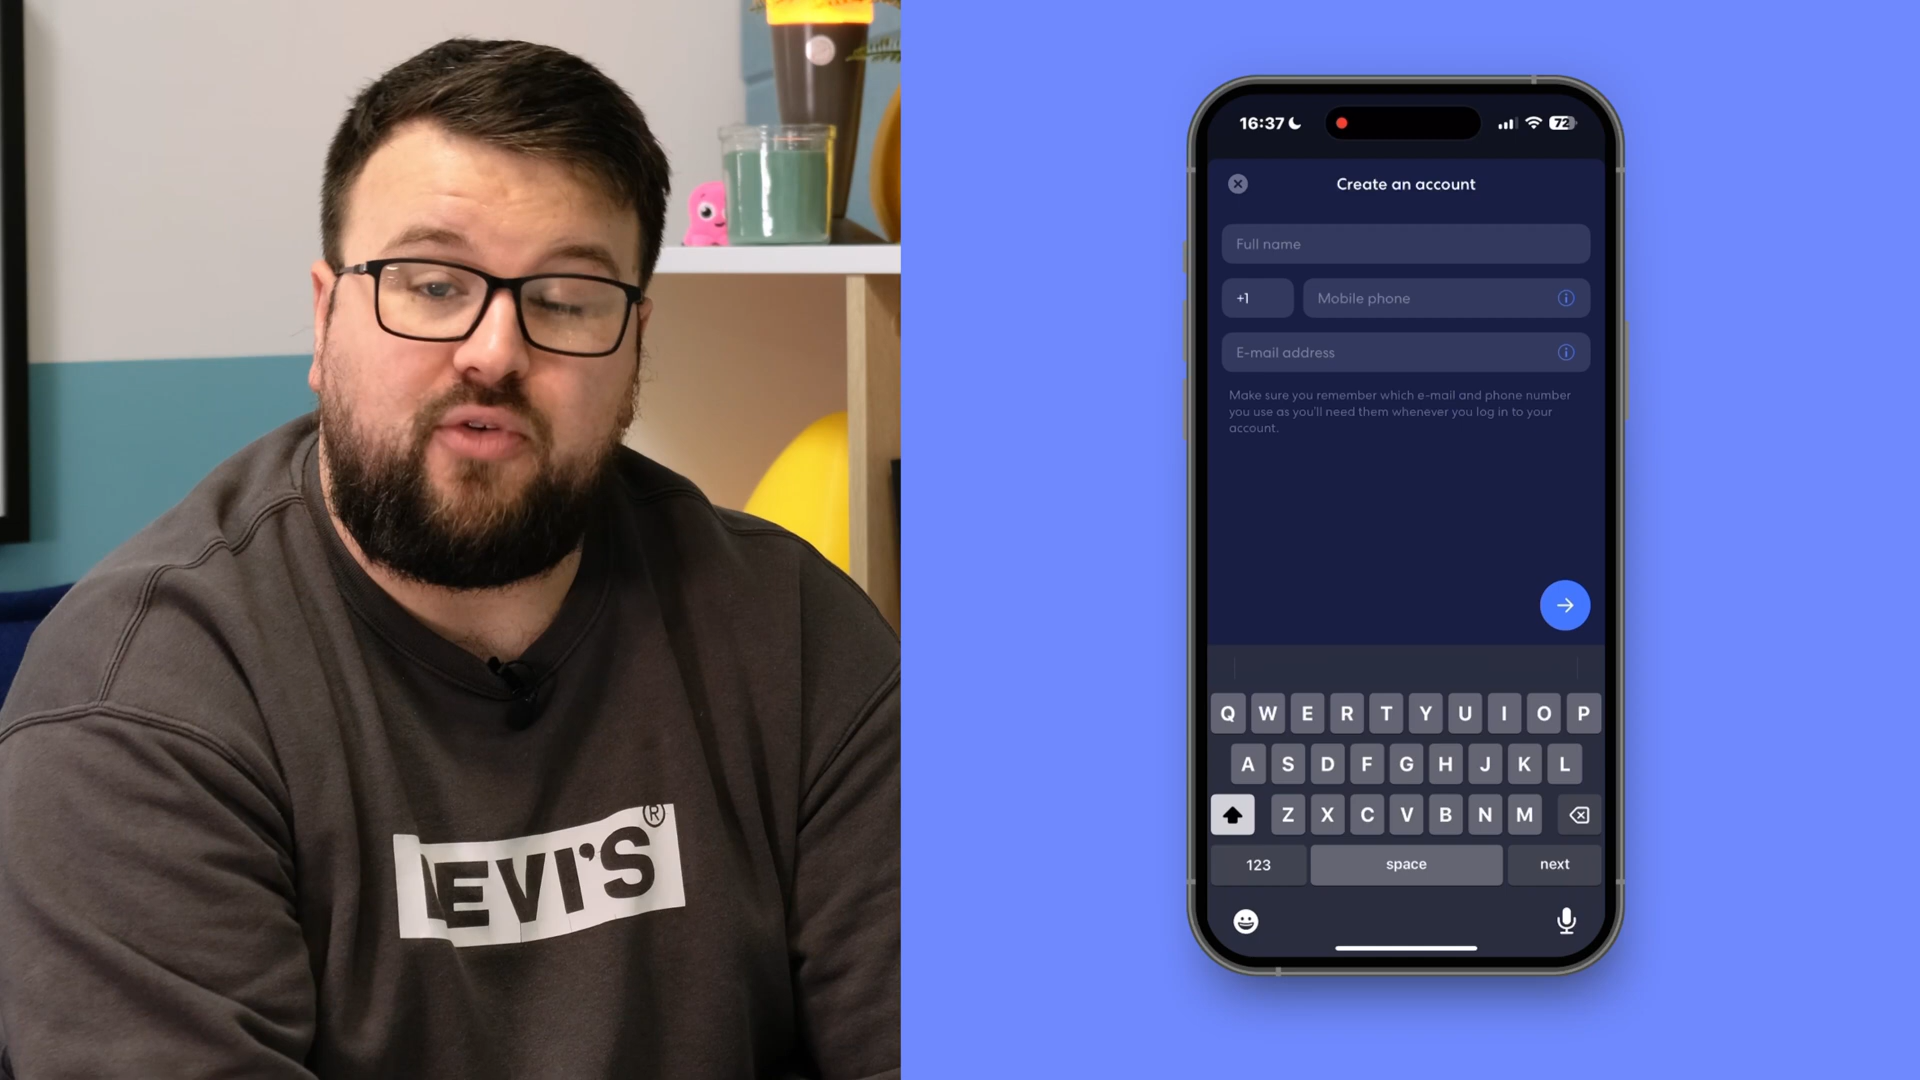 LEVI'S®
16:37
72
Create an account
Full name
+1
Mobile phone
E-mail address
Make sure you remember which e-mail and phone number
you use as you'll need them whenever you log in to your
account.
Q W E R T Y U I O P
A S D F G H J K L
Z X C V B N M
123
space
next